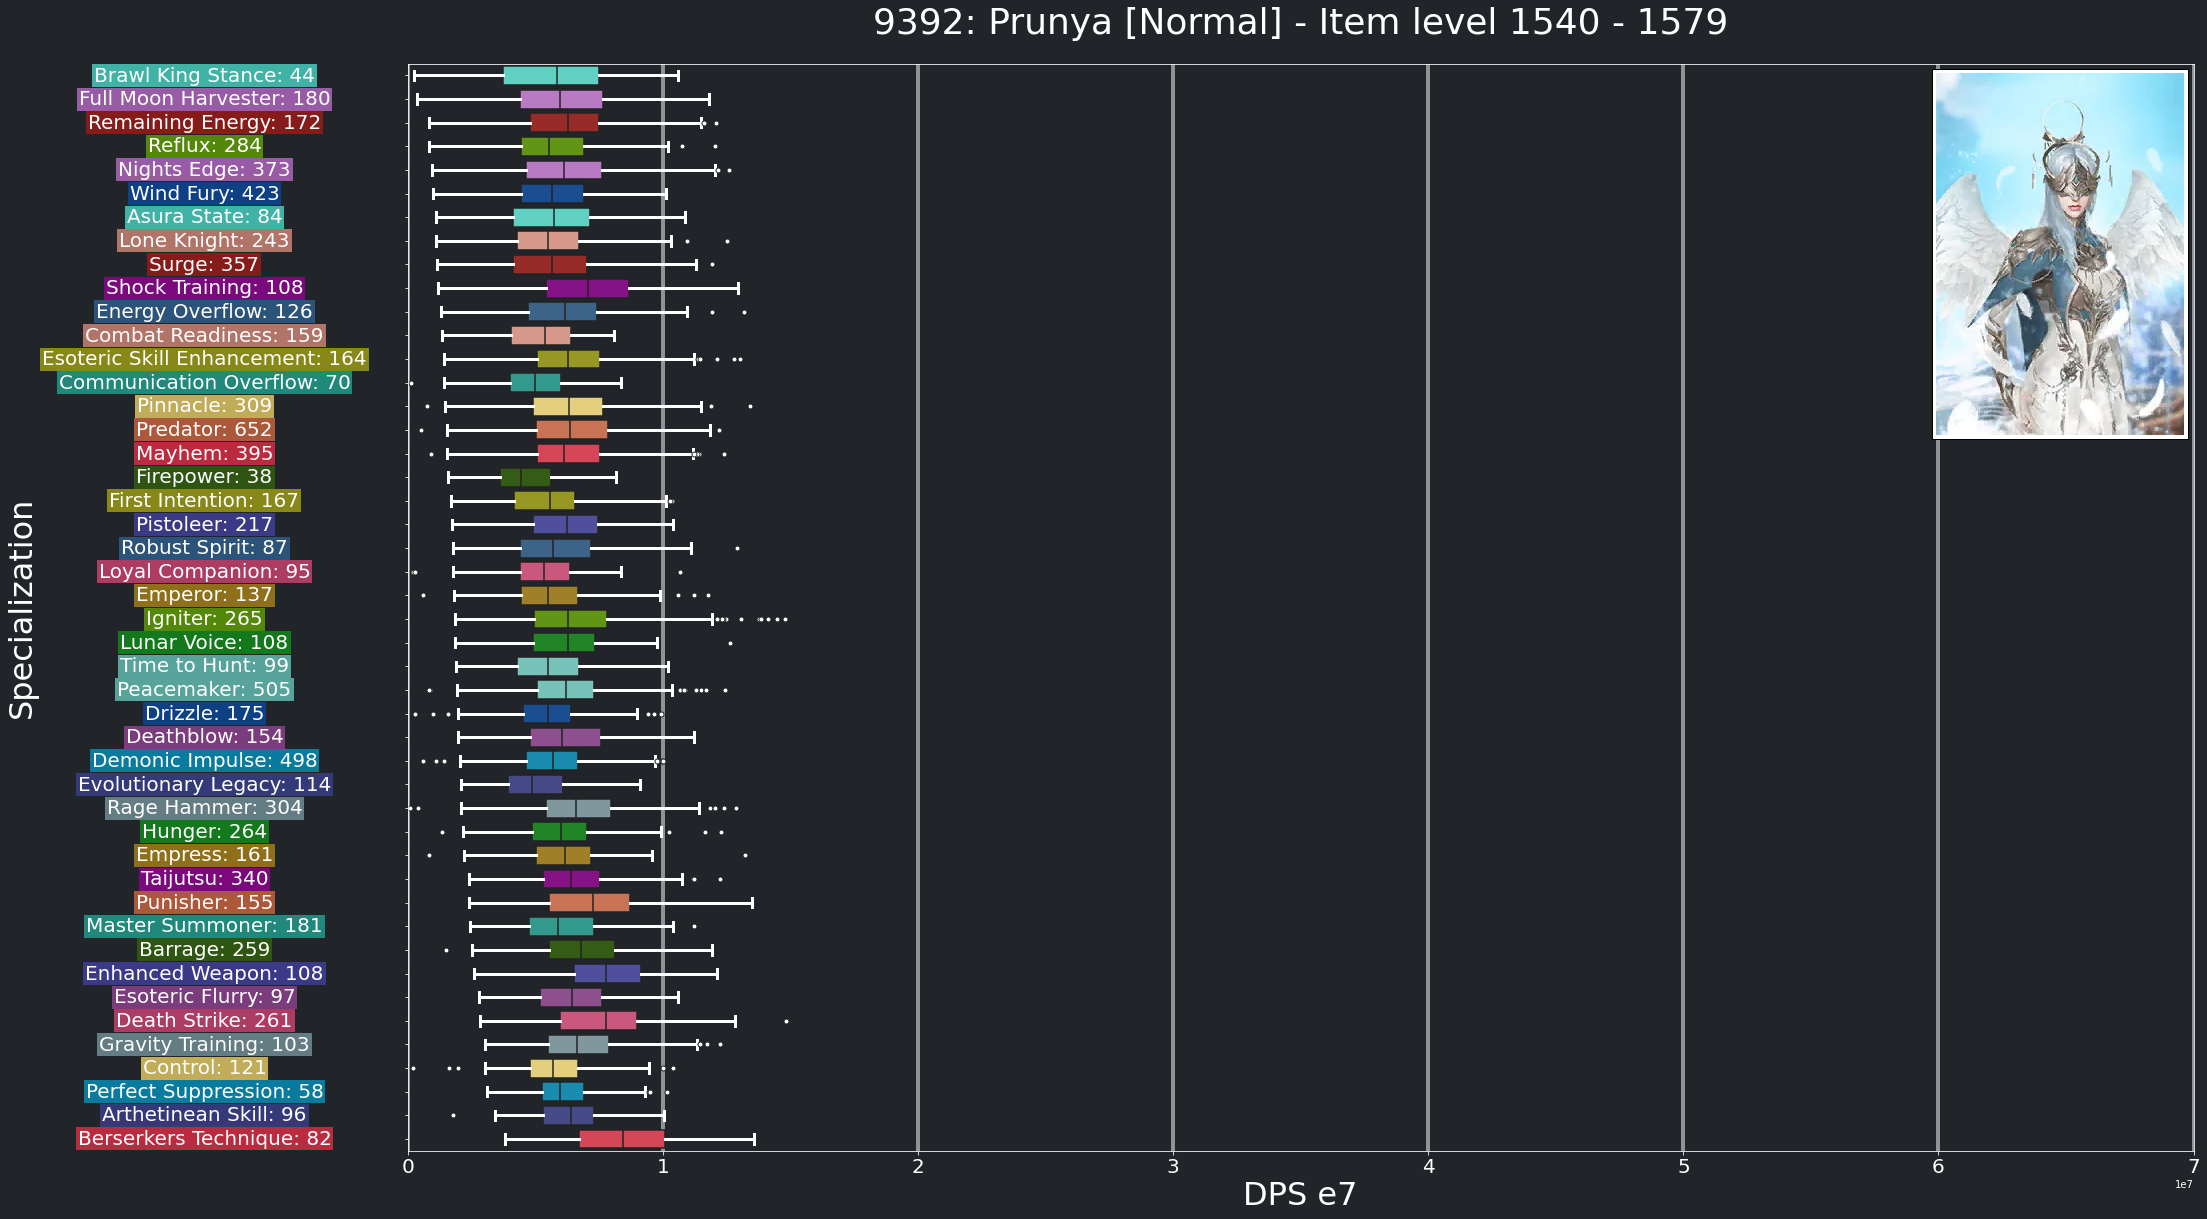 9392: Prunya [Normal] - Item level 1540 - 1579
Specialization
Brawl King Stance: 44
Full Moon Harvester: 180
Remaining Energy: 172
Reflux: 284
Nights Edge: 373
Wind Fury: 423
Asura State: 84
Lone Knight: 243
Surge: 357
Shock Training: 108
Energy Overflow: 126
Combat Readiness: 159
Esoteric Skill Enhancement: 164
Communication Overflow: 70
Pinnacle: 309
Predator: 652
Mayhem: 395
Firepower: 38
First Intention: 167
Pistoleer: 217
Robust Spirit: 87
Loyal Companion: 95
Emperor: 137
Igniter: 265
Lunar Voice: 108
Time to Hunt: 99
Peacemaker: 505
Drizzle: 175
Deathblow: 154
Demonic Impulse: 498
Evolutionary Legacy: 114
Rage Hammer: 304
Hunger: 264
Empress: 161
Taijutsu: 340
Punisher: 155
Master Summoner: 181
Barrage: 259
Enhanced Weapon: 108
Esoteric Flurry: 97
Death Strike: 261
Gravity Training: 103
Control: 121
Perfect Suppression: 58
Arthetinean Skill: 96
Berserkers Technique: 82
0 1 2 3 4 5 6 7
1e7
DPS e7